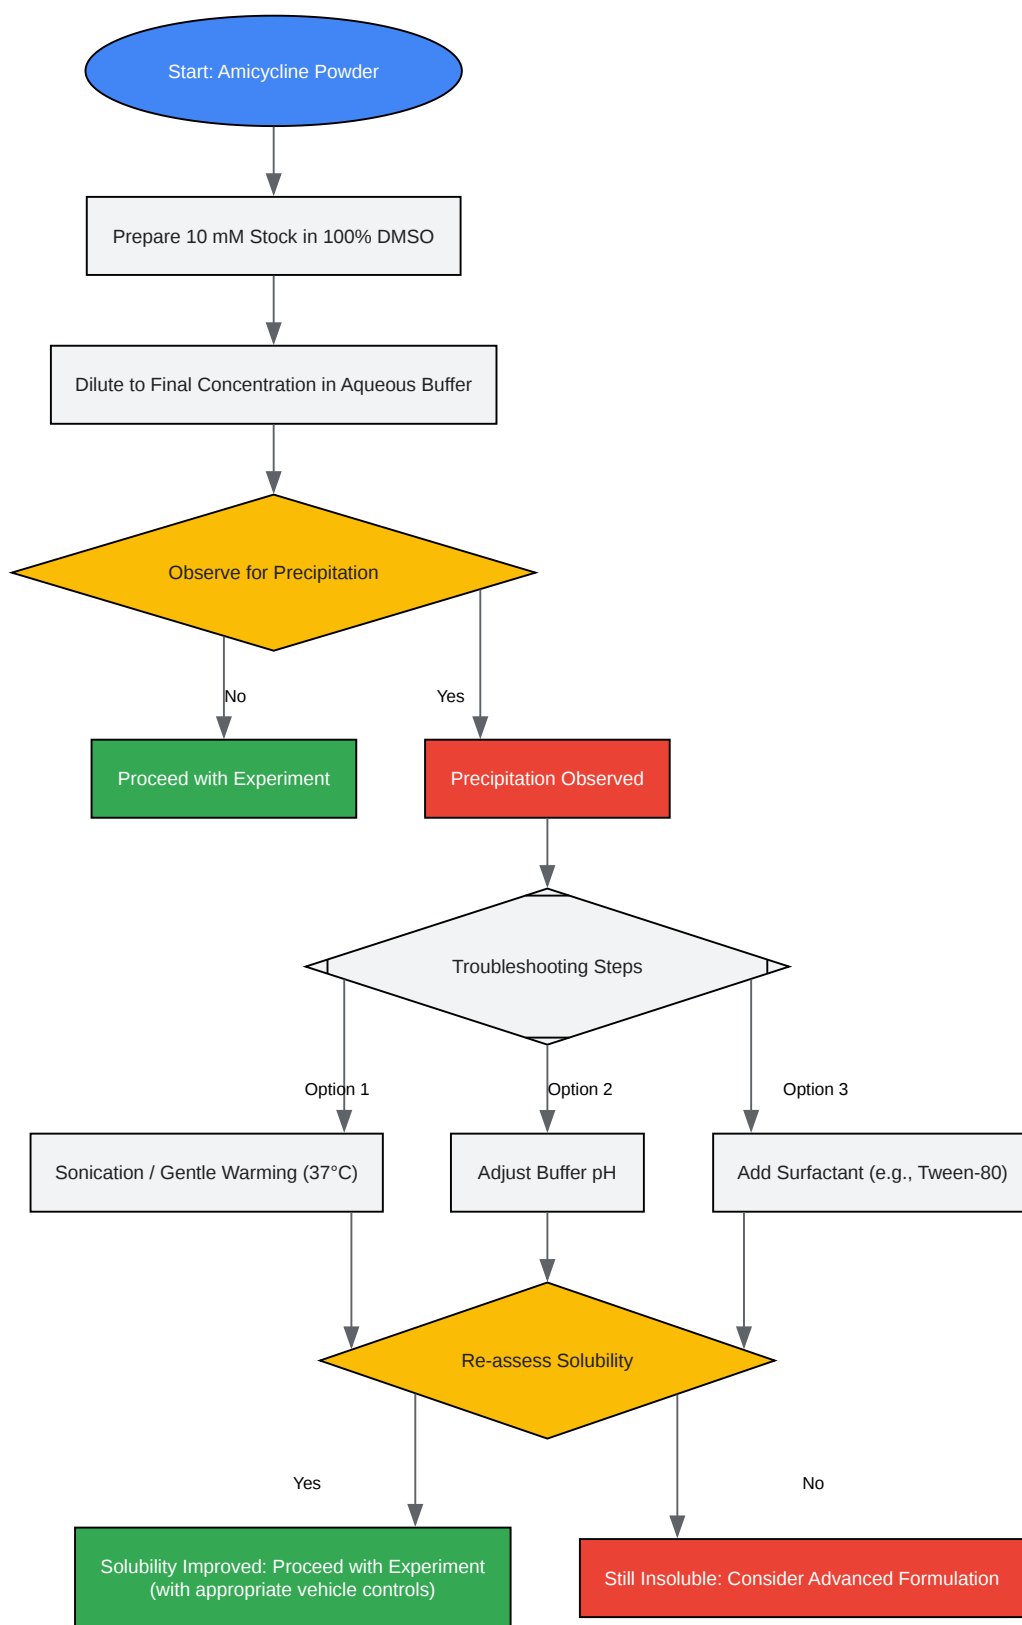 Start: Amicycline Powder
Prepare 10 mM Stock in 100% DMSO
Dilute to Final Concentration in Aqueous Buffer
Observe for Precipitation
No
Yes
Proceed with Experiment
Precipitation Observed
Troubleshooting Steps
Option 1
Option 2
Option 3
Sonication / Gentle Warming (37°C)
Adjust Buffer pH
Add Surfactant (e.g., Tween-80)
Re-assess Solubility
Yes
No
Solubility Improved: Proceed with Experiment
(with appropriate vehicle controls)
Still Insoluble: Consider Advanced Formulation